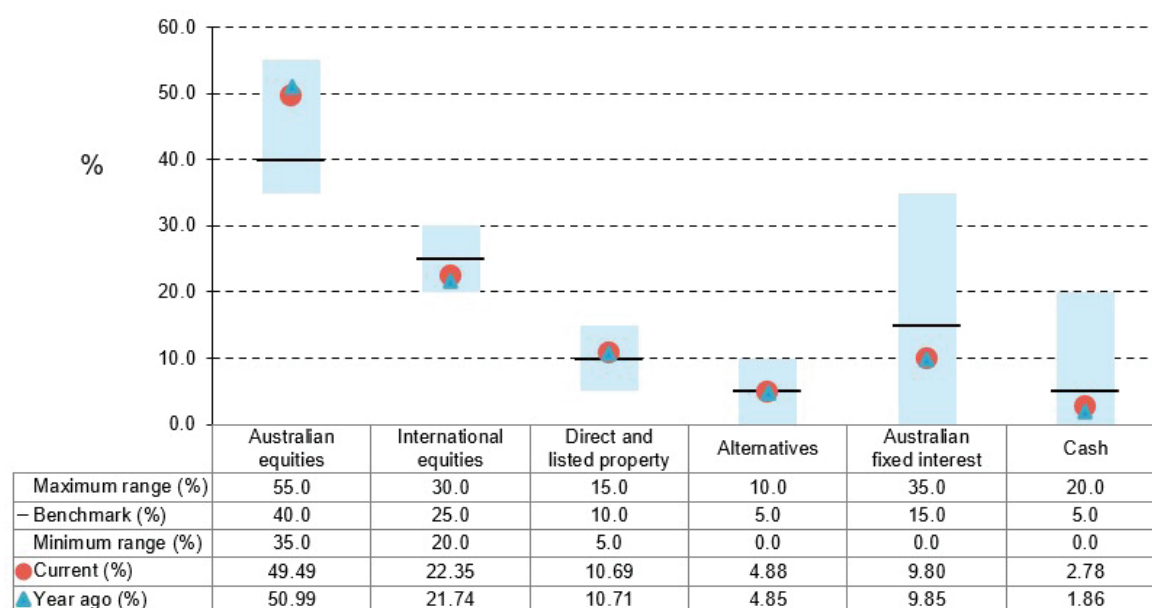 60.0
50.0
40.0
30.0
20.0
10.0
0.0
%
Australian equities International equities Direct and listed property Alternatives Australian fixed interest Cash
Maximum range (%) 55.0 30.0 15.0 10.0 35.0 20.0
– Benchmark (%) 40.0 25.0 10.0 5.0 15.0 5.0
Minimum range (%) 35.0 20.0 5.0 0.0 0.0 0.0
Current (%) 49.49 22.35 10.69 4.88 9.80 2.78
Year ago (%) 50.99 21.74 10.71 4.85 9.85 1.86